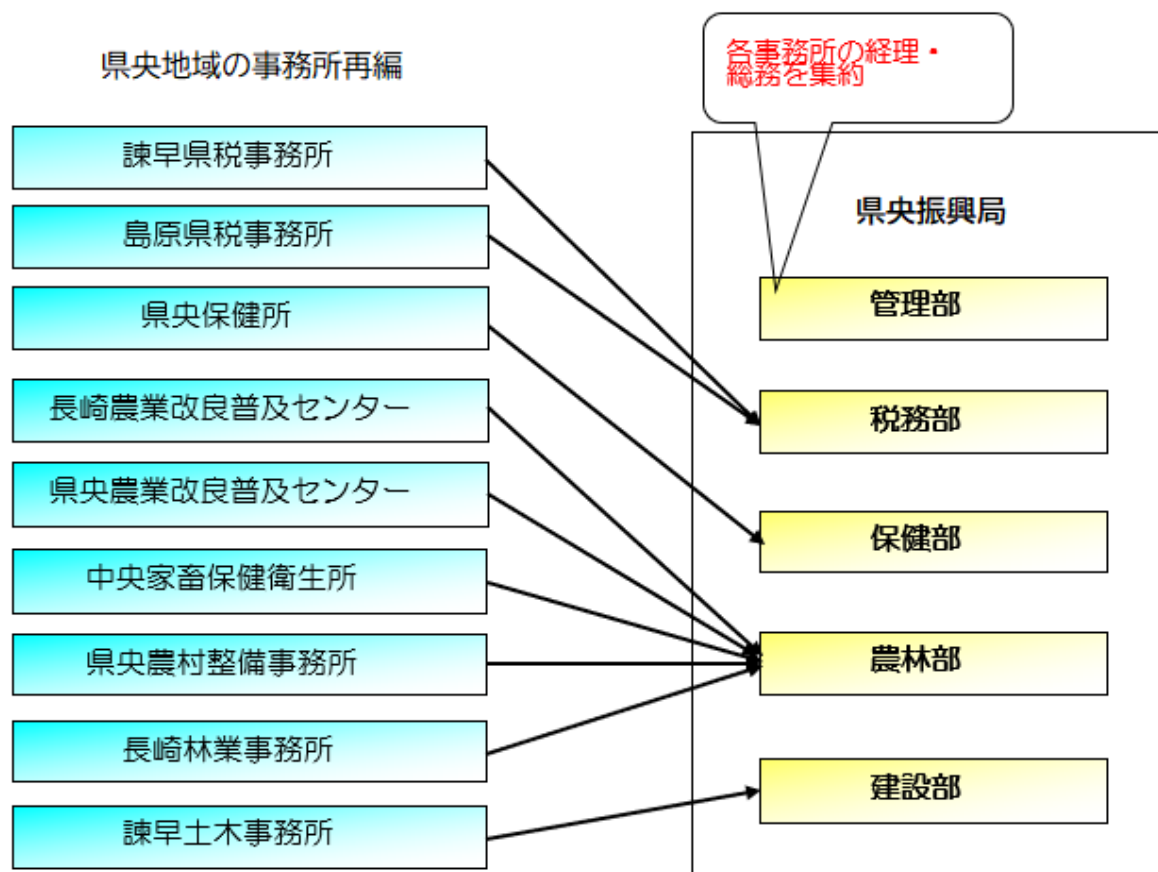 県央地域の事務所再編
各事務所の経理・
総務を集約
諫早県税事務所
島原県税事務所
県央保健所
長崎農業改良普及センター
県央農業改良普及センター
中央家畜保健衛生所
県央農村整備事務所
長崎林業事務所
諫早土木事務所
県央振興局
管理部
税務部
保健部
農林部
建設部